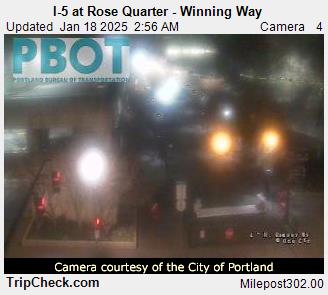 I-5 at Rose Quarter - Winning Way
Updated Jan 18 2025 2:56 AM Camera 4
PBOT
PORTLAND BUREAU OF TRANSPORTATION
Camera courtesy of the City of Portland
TripCheck.com Milepost302.00